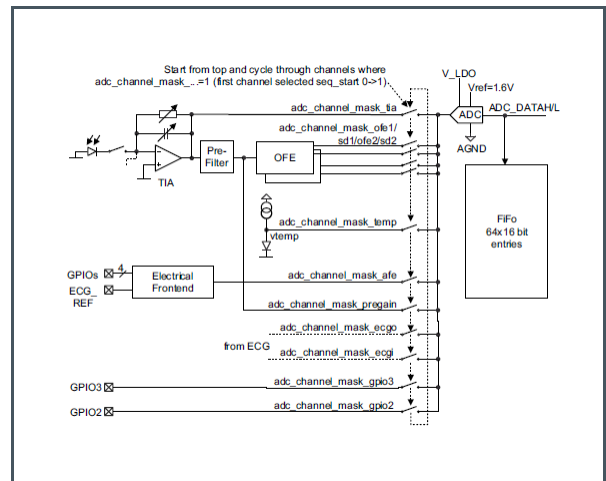 Start from top and cycle through channels where
adc_channel_mask_...=1 (first channel selected seq_start 0->1)
V_LDO
Vref=1.6V
adc_channel_mask_tia
ADC
ADC_DATAH/L
adc_channel_mask_ofe1/
sd1/ofe2/sd2
AGND
Pre-
Filter
OFE
TIA
FiFo
64x16 bit
entries
adc_channel_mask_temp
vtemp
GPIOs
4
ECG_
REF
Electrical
Frontend
adc_channel_mask_afe
adc_channel_mask_pregain
adc_channel_mask_ecgo
from ECG
adc_channel_mask_ecgi
GPIO3
adc_channel_mask_gpio3
GPIO2
adc_channel_mask_gpio2